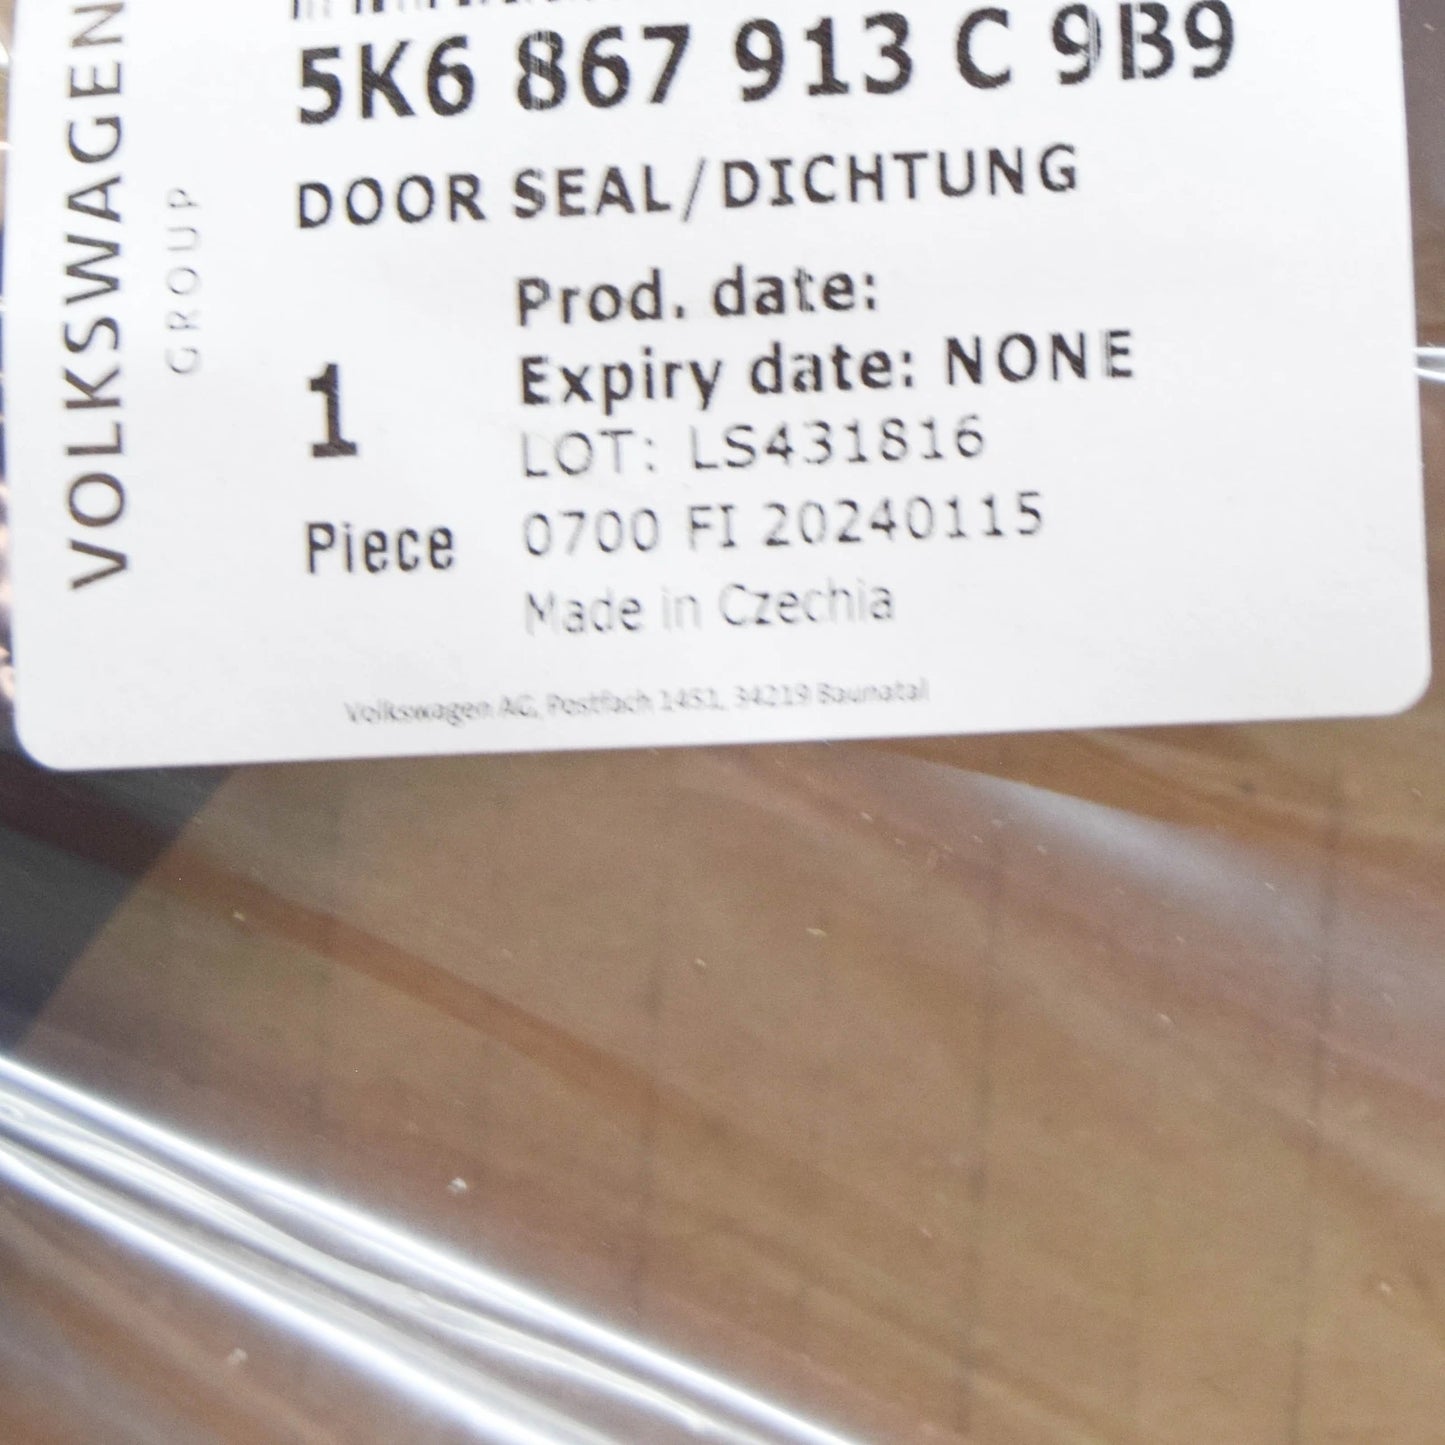 VOLKSWAGEN
GROUP
5K6 867 913 C 9B9
DOOR SEAL/DICHTUNG
Prod. date:
Expiry date: NONE
1
LOT: LS431816
Piece
0700 FI 20240115
Made in Czechia
Volkswagen AG, Postfach 1451, 34219 Baunatal